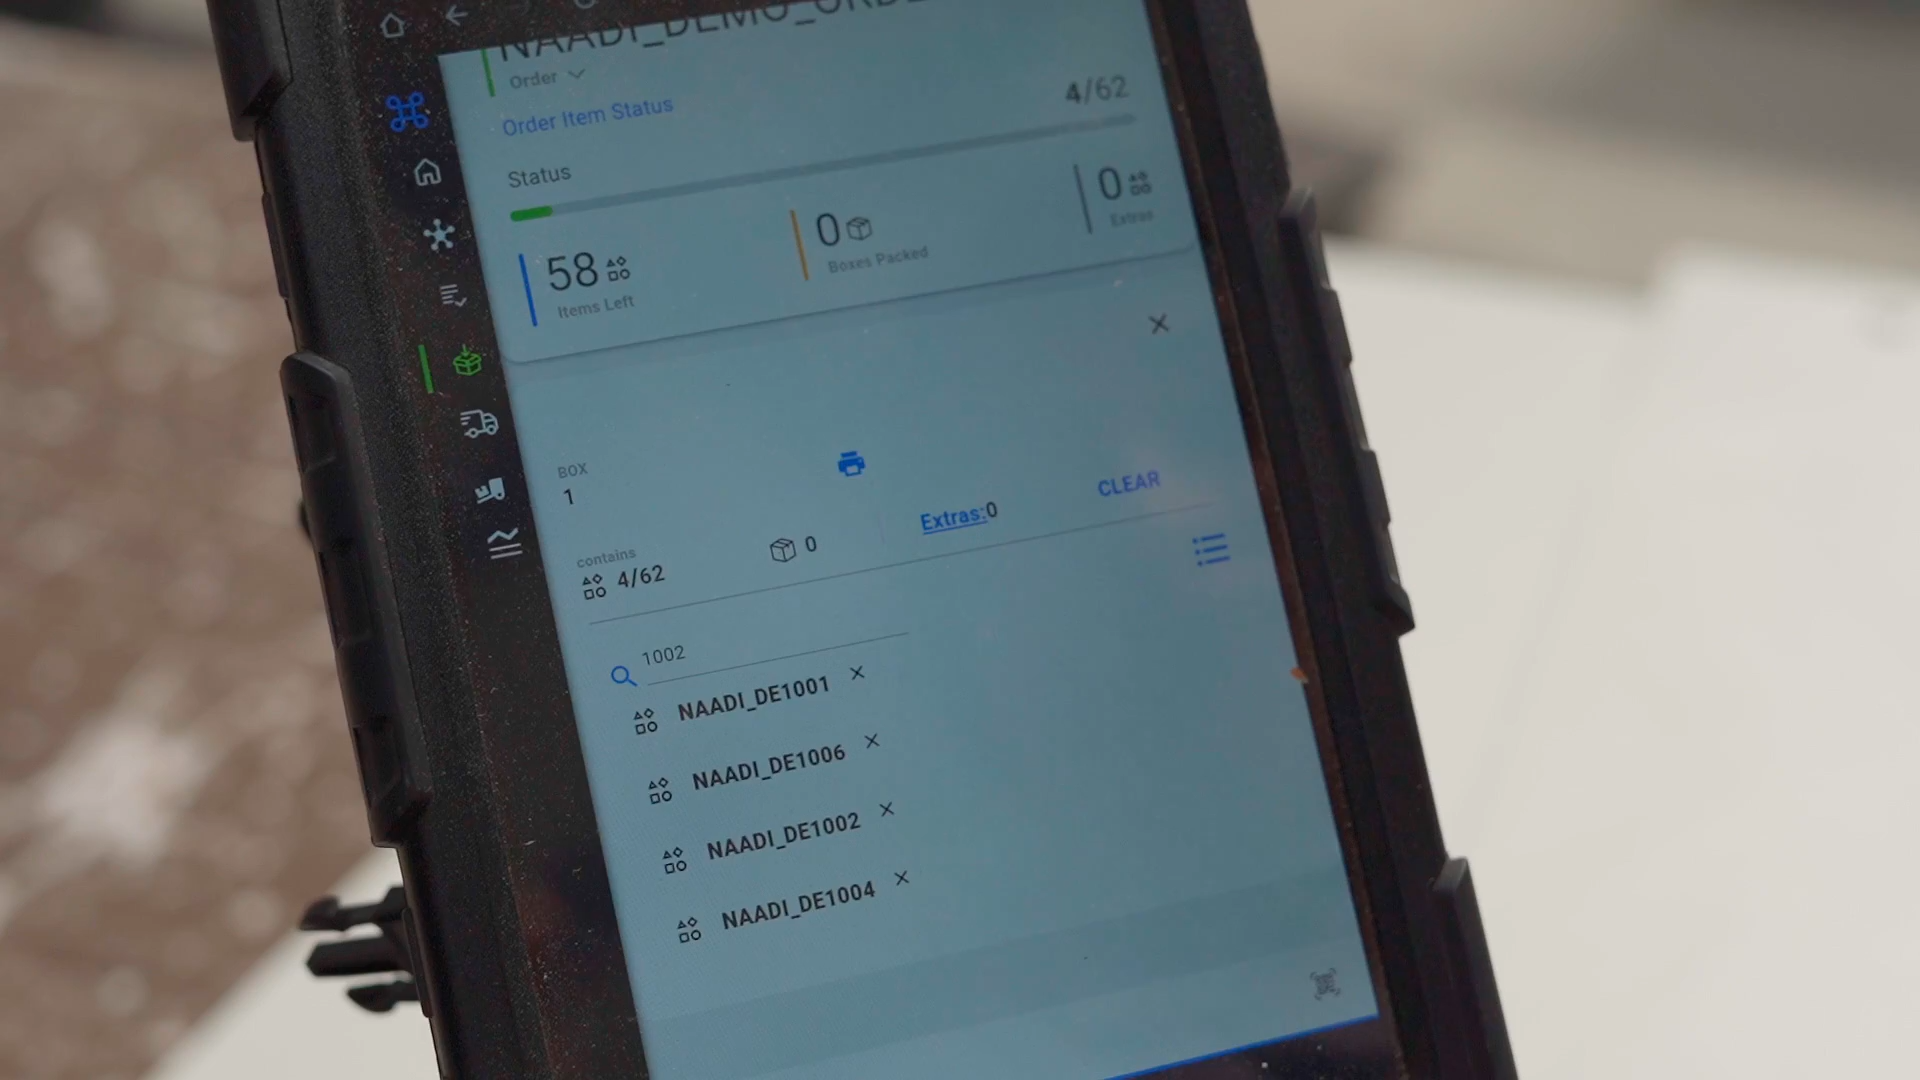 NAADI_DEMO_ORDE
Order
Order Item Status
4/62
Status
58
Items Left
0
Boxes Packed
0
Extras
BOX
1
contains
4/62
0
Extras:0
CLEAR
1002
NAADI_DE1001
NAADI_DE1006
NAADI_DE1002
NAADI_DE1004